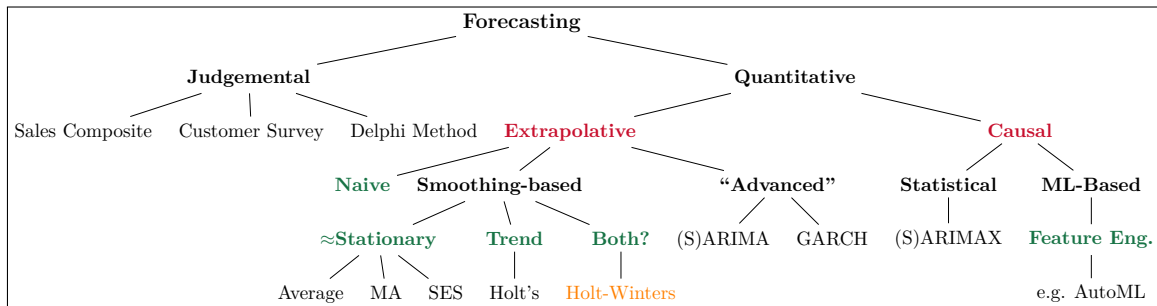 Forecasting
Judgemental Quantitative
Sales Composite Customer Survey Delphi Method Extrapolative Causal
Naive Smoothing-based “Advanced” Statistical ML-Based
≈Stationary Trend Both? (S)ARIMA GARCH (S)ARIMAX Feature Eng.
Average MA SES Holt's Holt-Winters e.g. AutoML